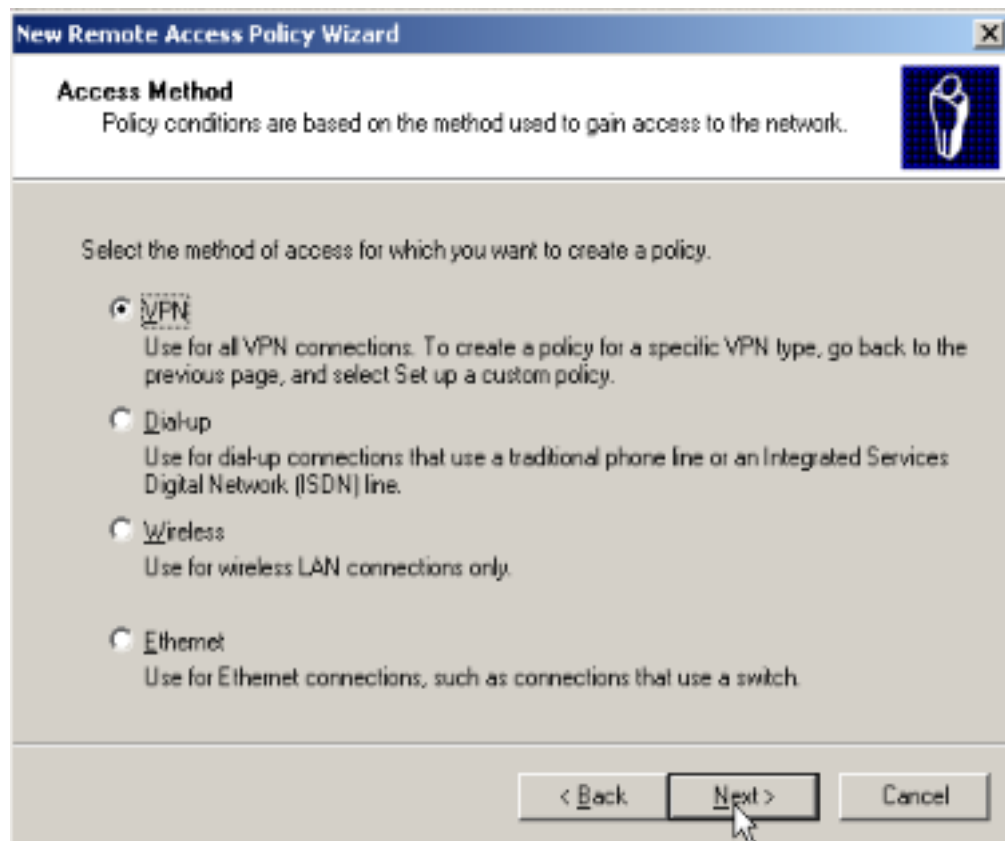 New Remote Access Policy Wizard
Access Method
Policy conditions are based on the method used to gain access to the network.
Select the method of access for which you want to create a policy.
VPN
Use for all VPN connections. To create a policy for a specific VPN type, go back to the
previous page, and select Set up a custom policy.
Dial-up
Use for dial-up connections that use a traditional phone line or an Integrated Services
Digital Network (ISDN) line.
Wireless
Use for wireless LAN connections only.
Ethernet
Use for Ethernet connections, such as connections that use a switch.
< Back
Next >
Cancel